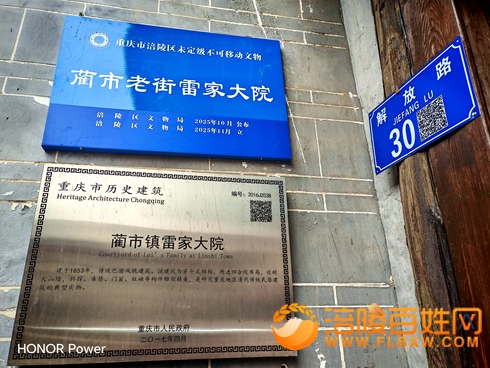 重庆市涪陵区未定级不可移动文物
蔺市老街雷家大院
涪陵区文物局 2025年10月 公布
涪陵区文物局 2025年11月 立
解放路
JIEFANG LU
30
重庆市历史建筑
Heritage Architecture Chongqing
编号：2016JZ036
蔺市镇雷家大院
Courtyard of Lei's Family at Linshi Town
重庆市人民政府
二〇一七年四月
HONOR Power
涪陵百姓网
WWW.FLGXW.COM